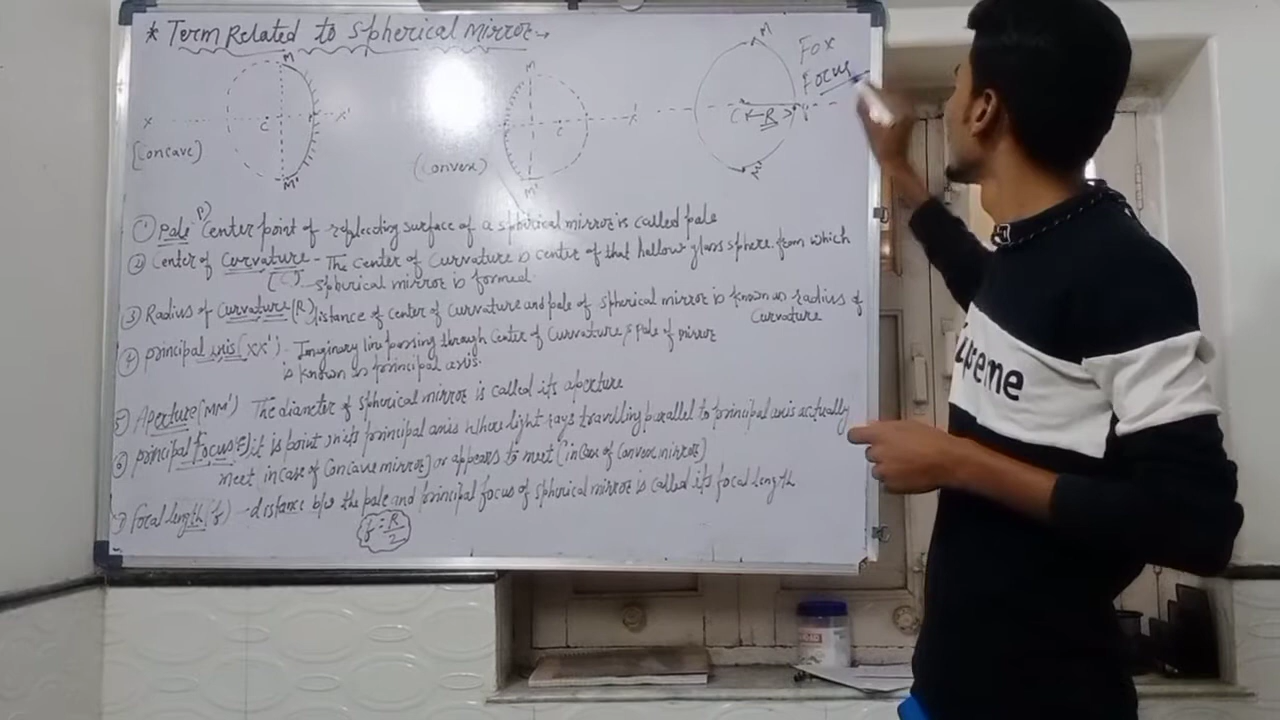 * Term Related to Spherical Mirror→
M
M
M
Fox
Focus
X
C
P
X'
C
X
C
R
P
[Concave]
(Convex)
M'
M'
① Pole P) Center point of reflecting surface of a spherical mirror is called pole
② Center of Curvature - The center of Curvature is center of that hallow glass sphere from which
(C) spherical mirror is formed.
③ Radius of Curvature (R) distance of center of Curvature and pole of spherical mirror is known as radius of
Curvature
④ principal axis (XX') - Imaginary line passing through Center of Curvature, & pole of mirror
is known as principal axis.
⑤ Aperture (MM') The diameter of spherical mirror is called its aperture
⑥ principal focus it is point on its principal axis where light rays travelling parallel to principal axis actually
meet in case of Concave mirror] or appears to meet [in Case of Convex mirror]
⑦ focal length (f) - distance b/w the pole and principal focus of spherical mirror is called its focal length
f = R/2
upreme